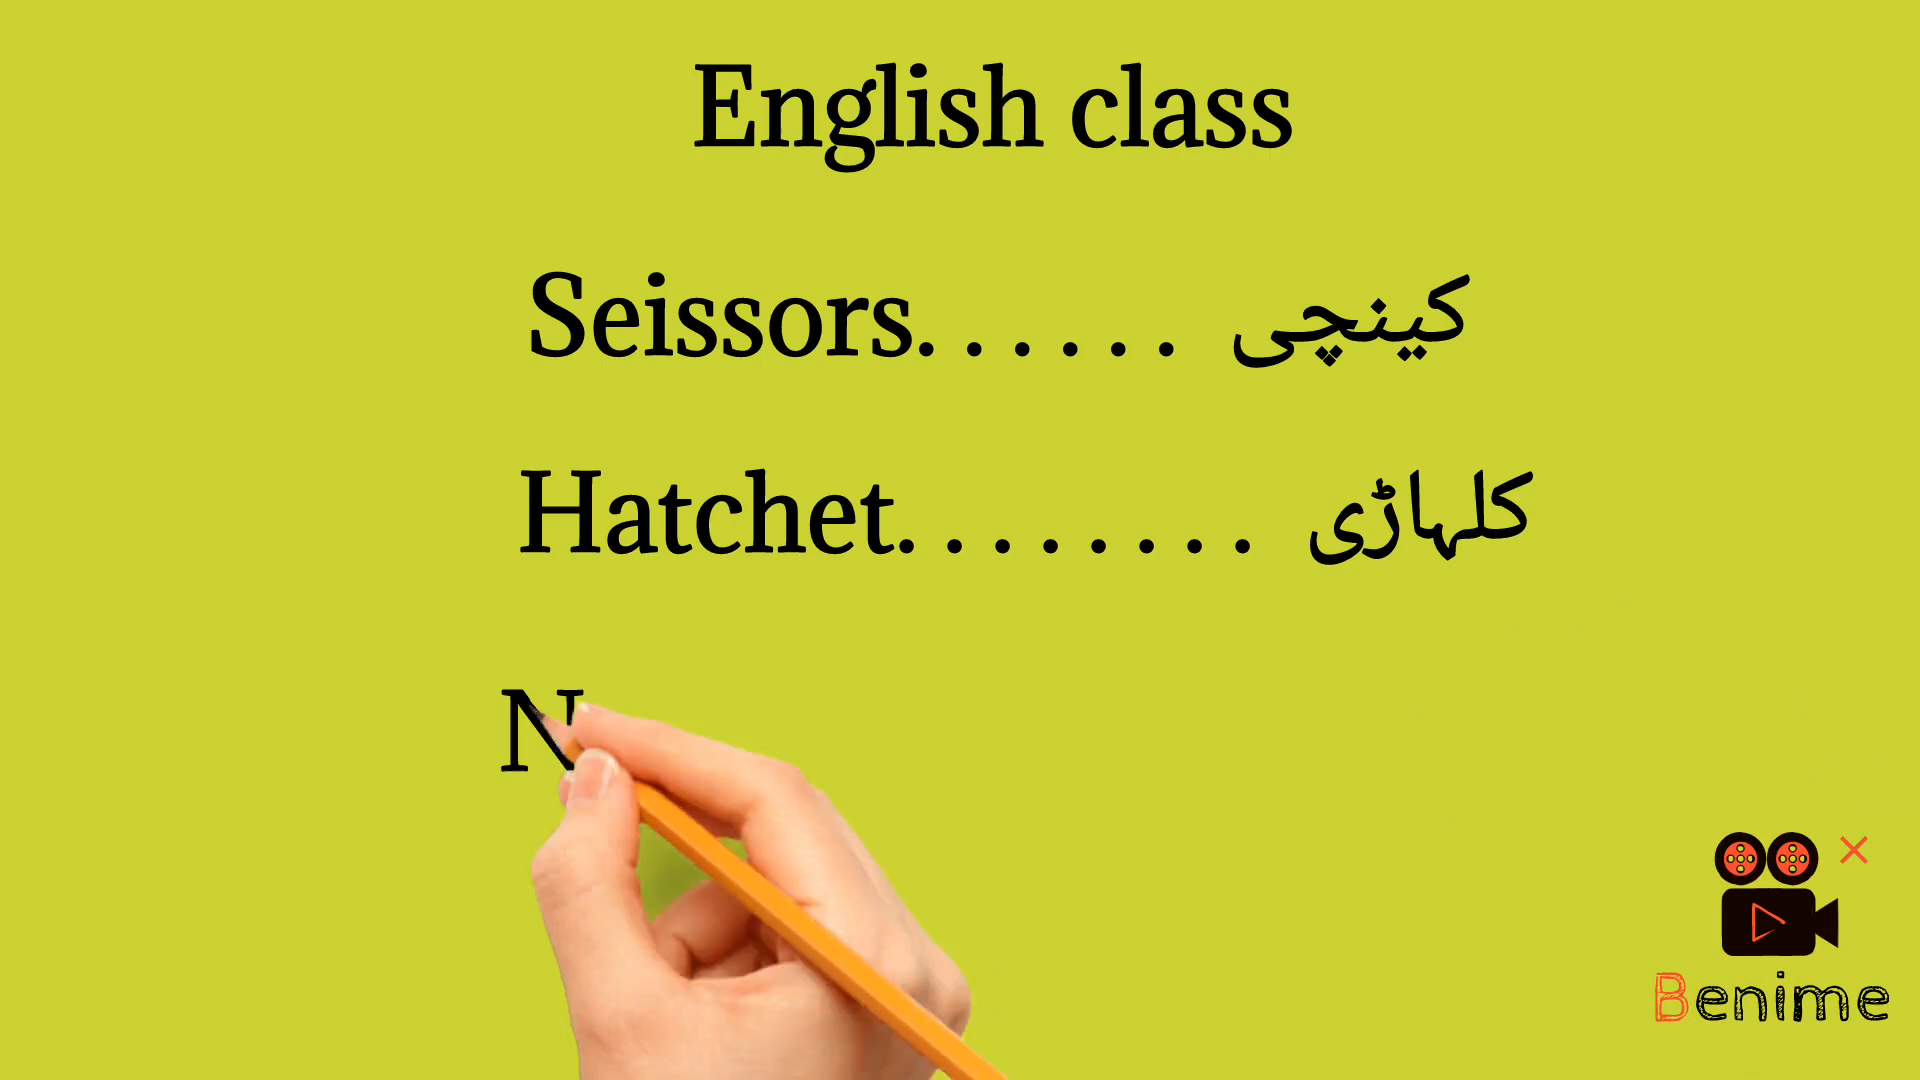 English class
Seissors. . . . . . کینچی
Hatchet. . . . . . . . کلہاڑی
N
Benime